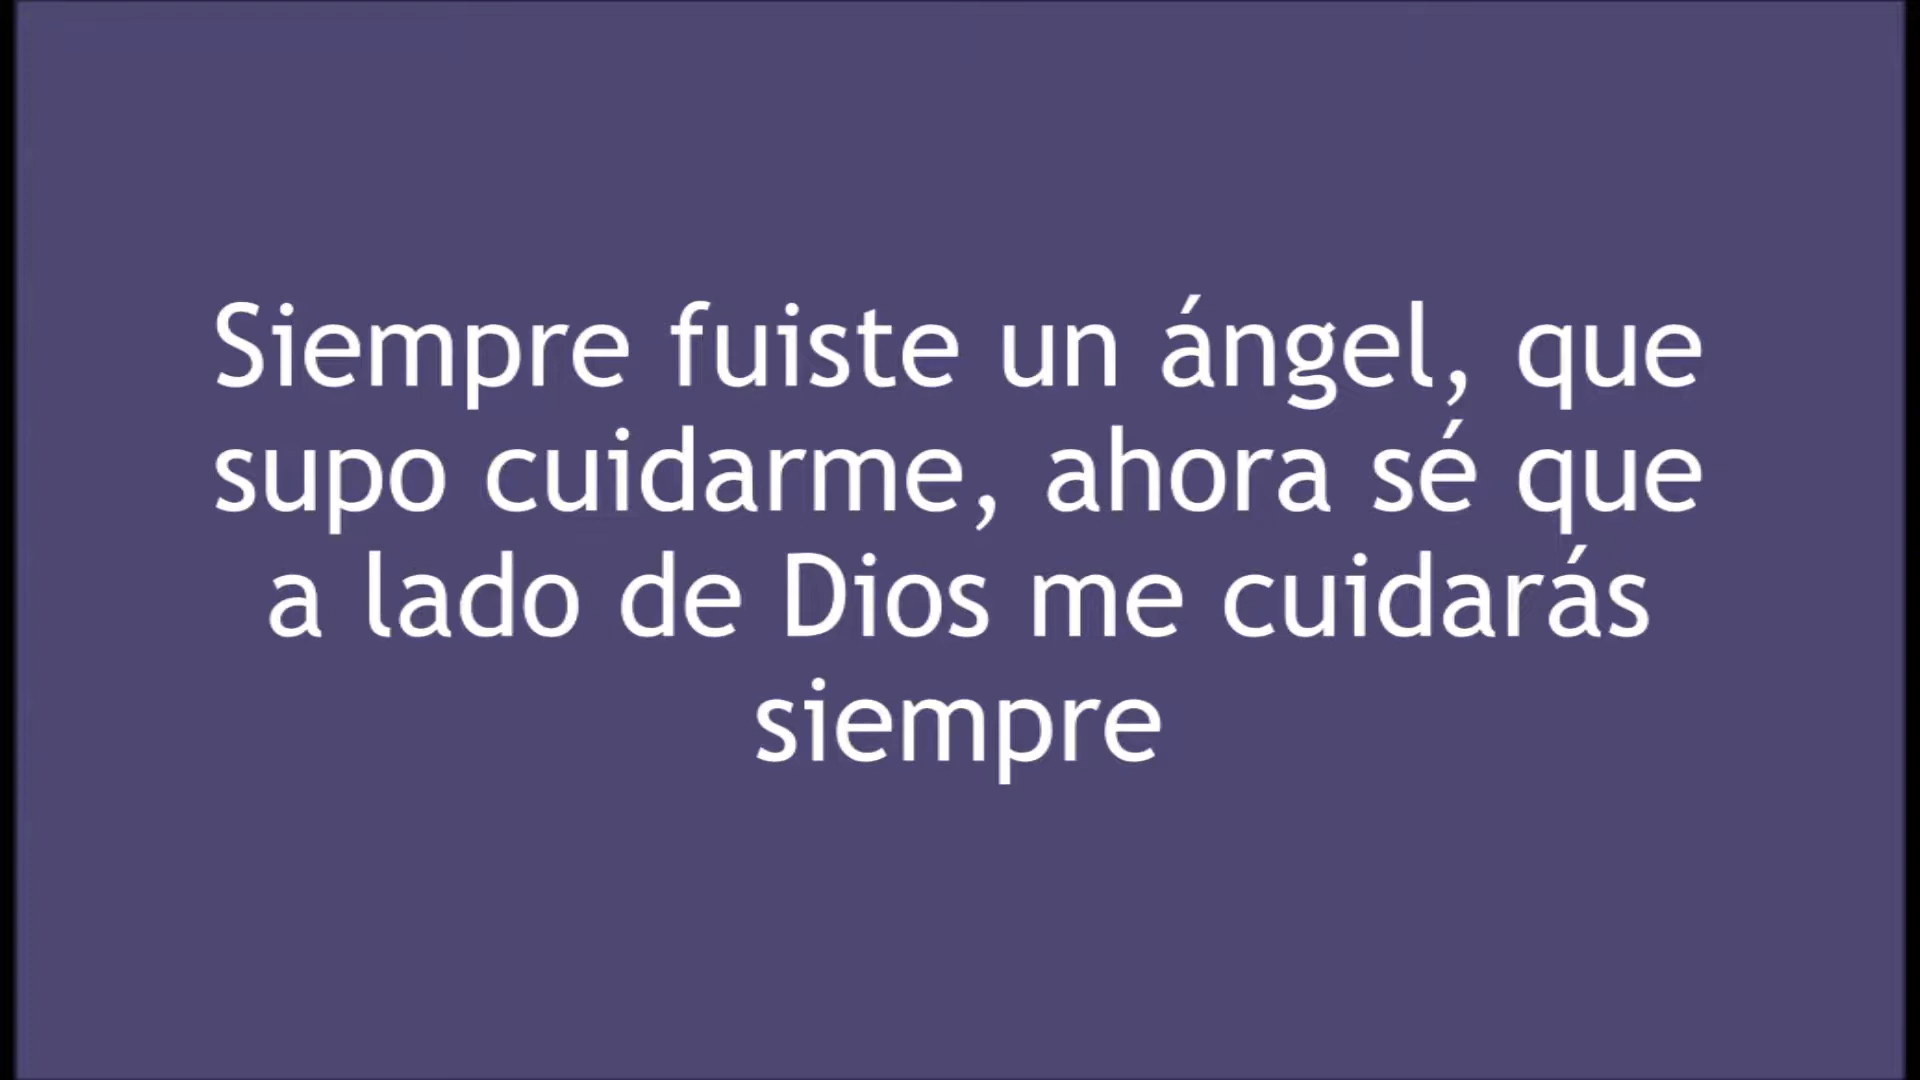 Siempre fuiste un ángel, que
supo cuidarme, ahora sé que
a lado de Dios me cuidarás
siempre